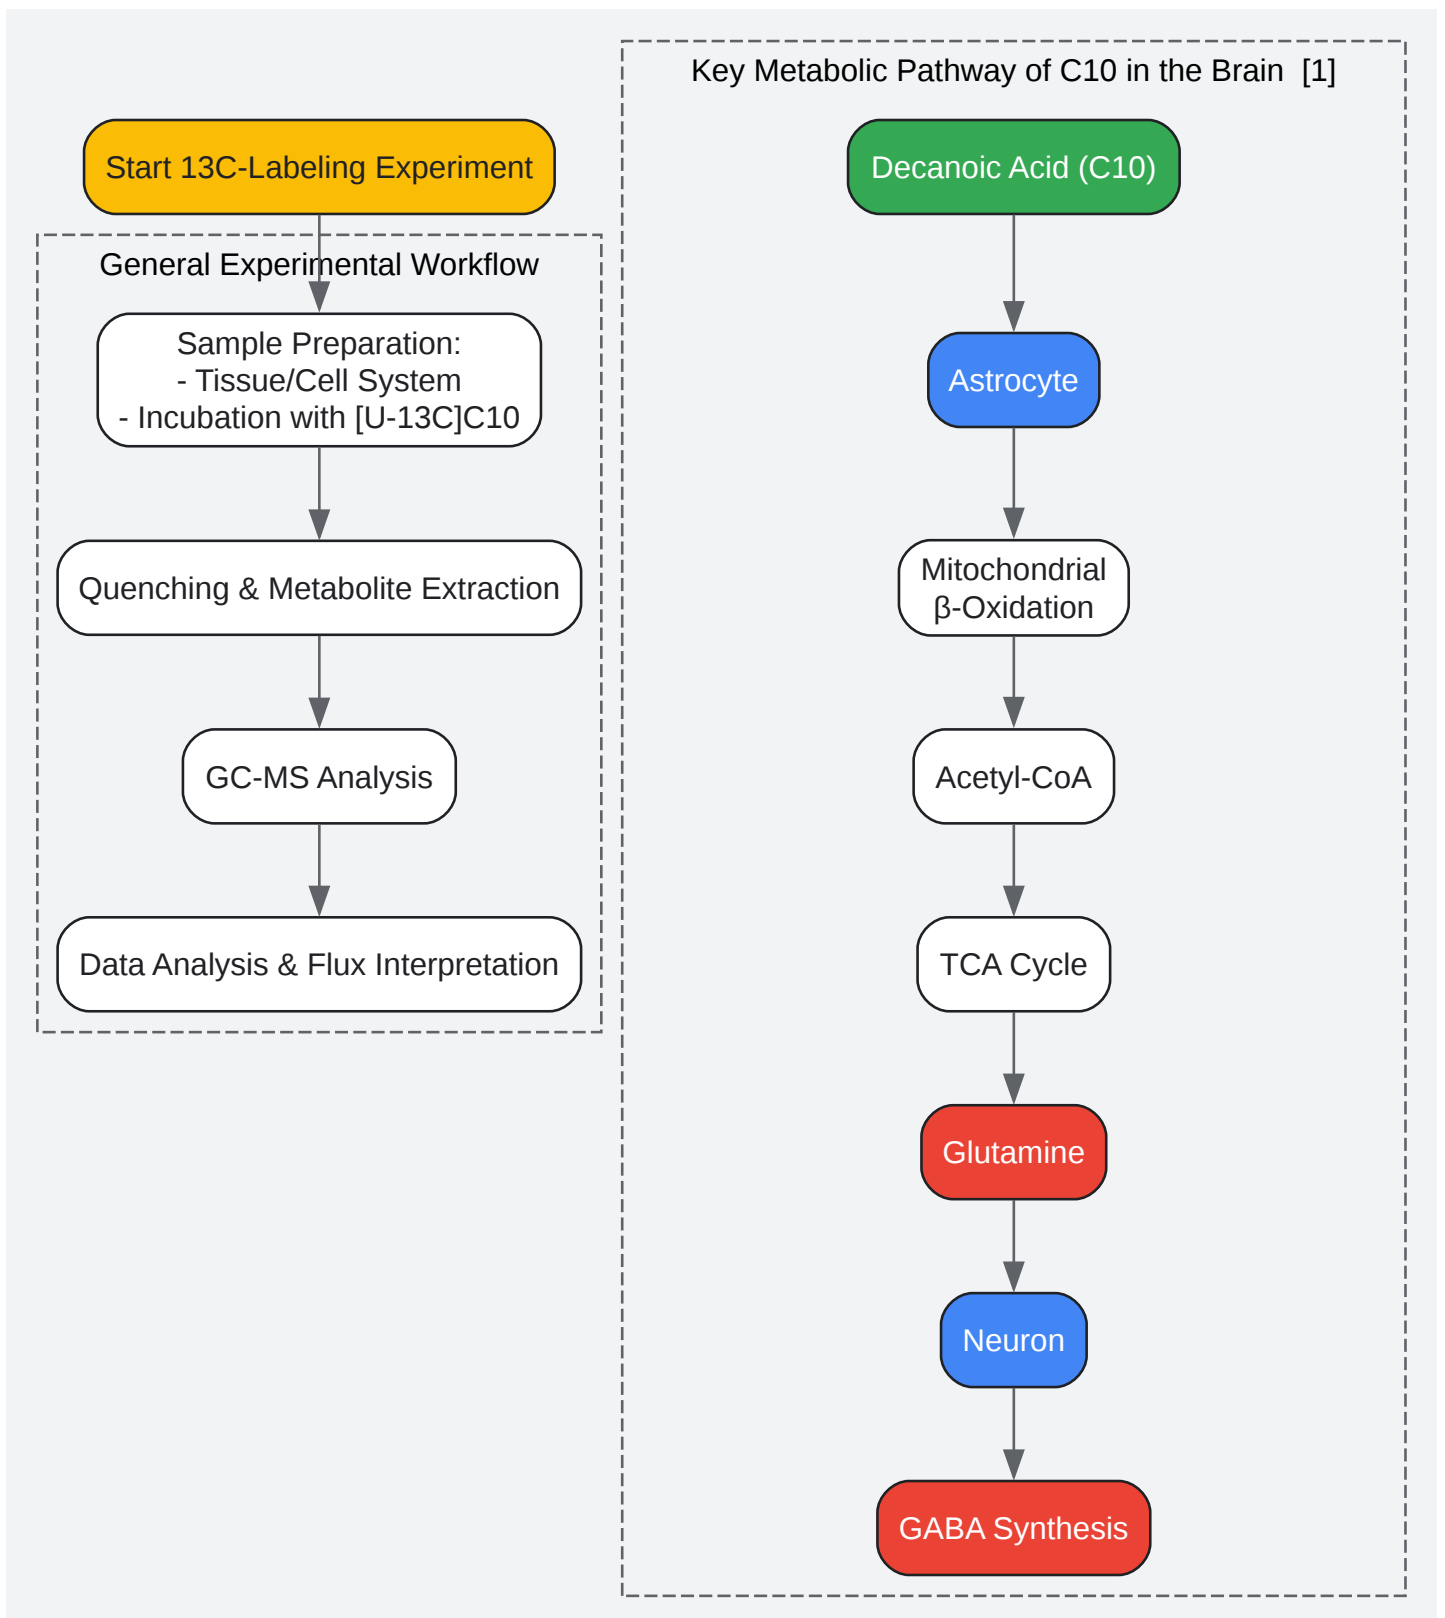 Start 13C-Labeling Experiment
General Experimental Workflow
Sample Preparation:
- Tissue/Cell System
- Incubation with [U-13C]C10
Quenching & Metabolite Extraction
GC-MS Analysis
Data Analysis & Flux Interpretation
Key Metabolic Pathway of C10 in the Brain [1]
Decanoic Acid (C10)
Astrocyte
Mitochondrial
β-Oxidation
Acetyl-CoA
TCA Cycle
Glutamine
Neuron
GABA Synthesis